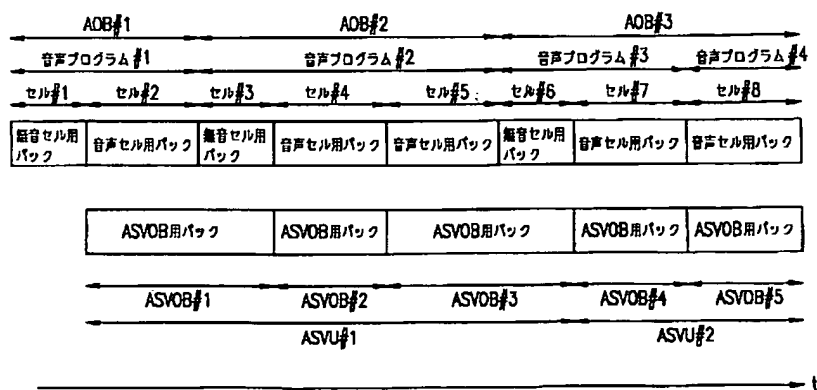 AOB#1 AOB#2 AOB#3
音声プログラム#1 音声プログラム#2 音声プログラム#3 音声プログラム#4
セル#1 セル#2 セル#3 セル#4 セル#5 セル#6 セル#7 セル#8
無音セル用パック 音声セル用パック 無音セル用パック 音声セル用パック 音声セル用パック 無音セル用パック 音声セル用パック 音声セル用パック
ASVOB用パック ASVOB用パック ASVOB用パック ASVOB用パック ASVOB用パック
ASVOB#1 ASVOB#2 ASVOB#3 ASVOB#4 ASVOB#5
ASVU#1 ASVU#2
t